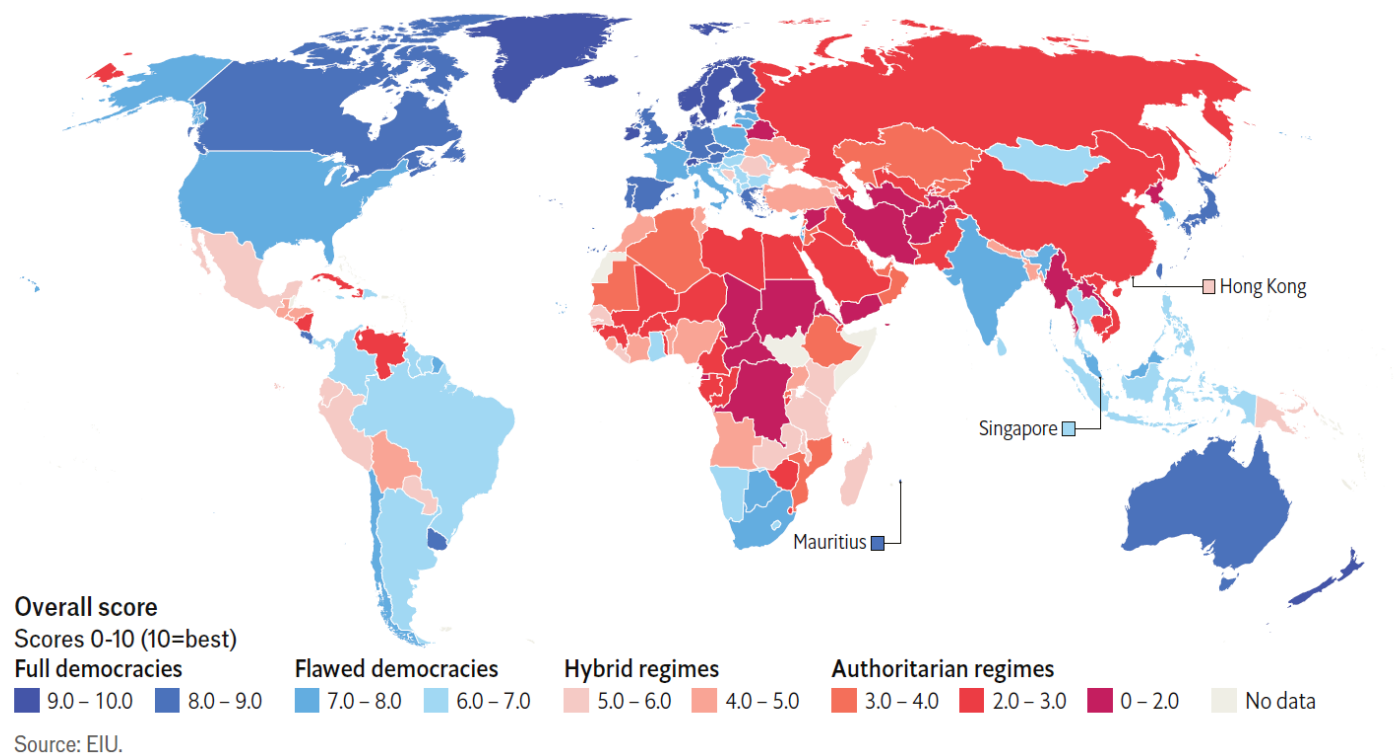 Hong Kong
Singapore
Mauritius
Overall score
Scores 0-10 (10=best)
Full democracies
9.0 – 10.0
8.0 – 9.0
Flawed democracies
7.0 – 8.0
6.0 – 7.0
Hybrid regimes
5.0 – 6.0
4.0 – 5.0
Authoritarian regimes
3.0 – 4.0
2.0 – 3.0
0 – 2.0
No data
Source: EIU.